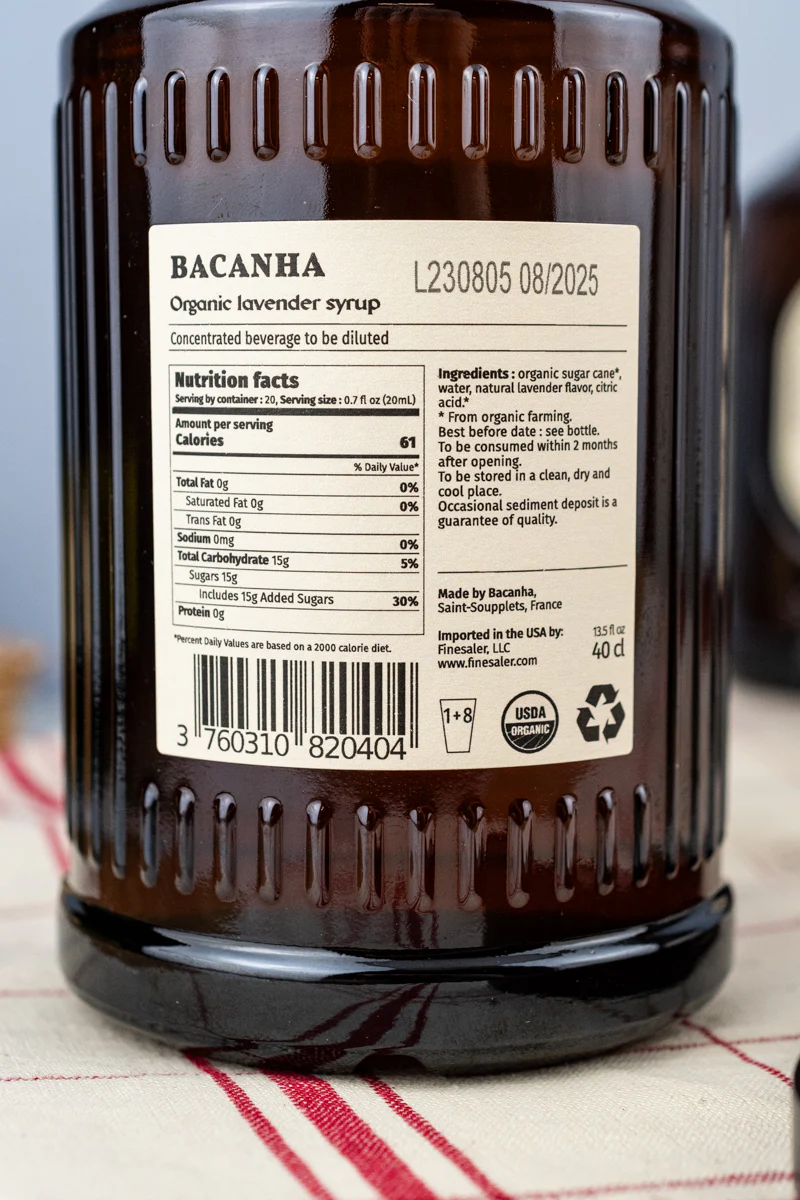 BACANHA
L230805 08/2025
Organic lavender syrup
Concentrated beverage to be diluted
Nutrition facts
Serving by container : 20, Serving size : 0.7 fl oz (20mL)
Amount per serving
Calories 61
% Daily Value*
Total Fat 0g 0%
Saturated Fat 0g 0%
Trans Fat 0g
Sodium 0mg 0%
Total Carbohydrate 15g 5%
Sugars 15g
Includes 15g Added Sugars 30%
Protein 0g
*Percent Daily Values are based on a 2000 calorie diet.
3 760310 820404
Ingredients : organic sugar cane*,
water, natural lavender flavor, citric
acid.*
* From organic farming.
Best before date : see bottle.
To be consumed within 2 months
after opening.
To be stored in a clean, dry and
cool place.
Occasional sediment deposit is a
guarantee of quality.
Made by Bacanha,
Saint-Souplets, France
Imported in the USA by:
Finesaler, LLC
www.finesaler.com
13.5 fl oz
40 cl
1+8
USDA
ORGANIC